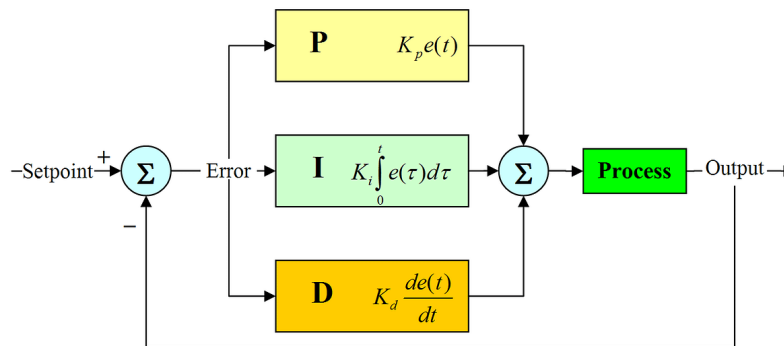 P K_p e(t)
–Setpoint + Σ Error I K_i ∫_0^t e(τ)dτ Σ Process Output
–
D K_d de(t)/dt